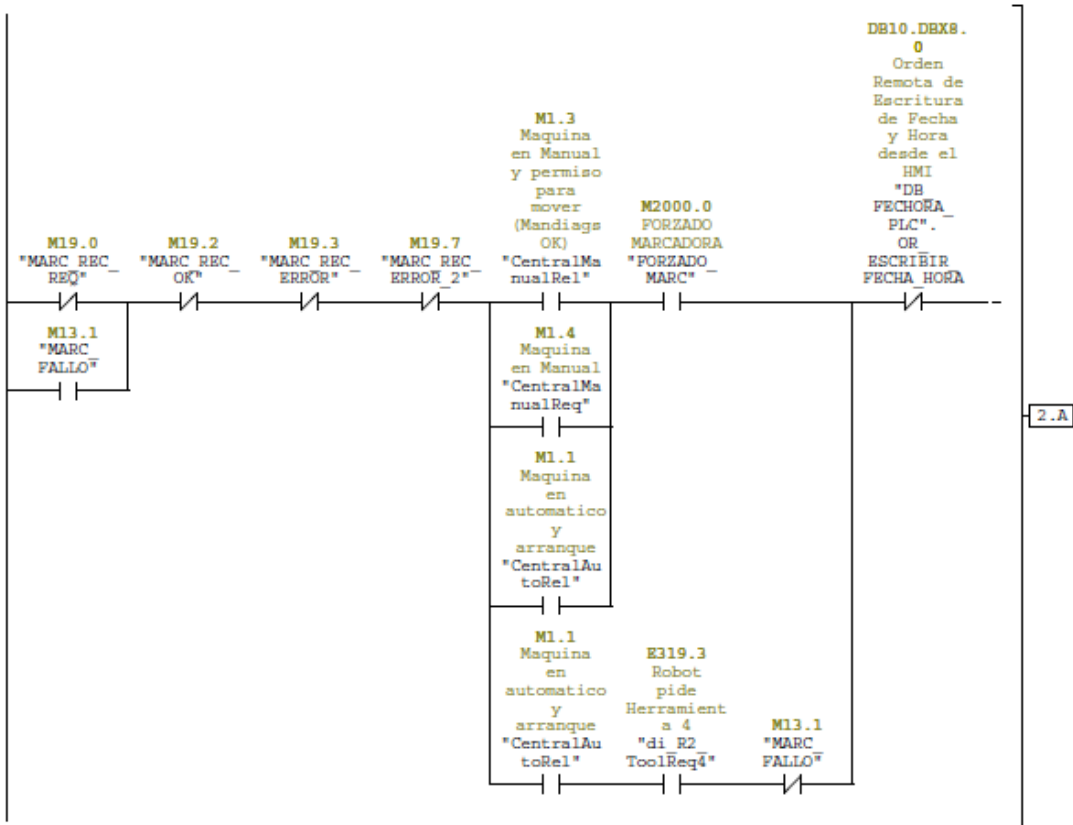 DB10.DBX8.
0
Orden
Remota de
Escritura
de Fecha
y Hora
desde el
HMI
"DB_
FECHORA_
PLC".
OR_
ESCRIBIR_
FECHA_HORA
M1.3
Maquina
en Manual
y permiso
para
mover
(Mandiags
OK)
"CentralMa
nualRel"
M2000.0
FORZADO
MARCADORA
"FORZADO_
MARC"
M19.0
"MARC_REC_
REQ"
M19.2
"MARC_REC_
OK"
M19.3
"MARC_REC_
ERROR"
M19.7
"MARC_REC_
ERROR_2"
M13.1
"MARC_
FALLO"
M1.4
Maquina
en Manual
"CentralMa
nualReq"
2.A
M1.1
Maquina
en
automatico
y
arranque
"CentralAu
toRel"
M1.1
Maquina
en
automatico
y
arranque
"CentralAu
toRel"
E319.3
Robot
pide
Herramient
a 4
"di_R2_
ToolReq4"
M13.1
"MARC_
FALLO"